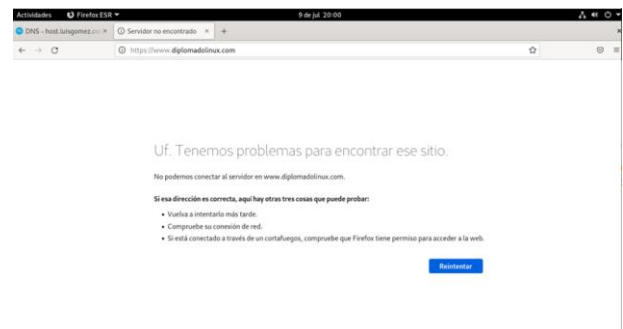 Actividades Firefox ESR 9 de jul 20:00
DNS - host.luisgomez.co Servidor no encontrado
https://www.diplomadolinux.com
Uf. Tenemos problemas para encontrar ese sitio.
No podemos conectar al servidor en www.diplomadolinux.com.
Si esa dirección es correcta, aquí hay otras tres cosas que puede probar:
Vuelva a intentarlo más tarde.
Compruebe su conexión de red.
Si está conectado a través de un cortafuegos, compruebe que Firefox tiene permiso para acceder a la web.
Reintentar